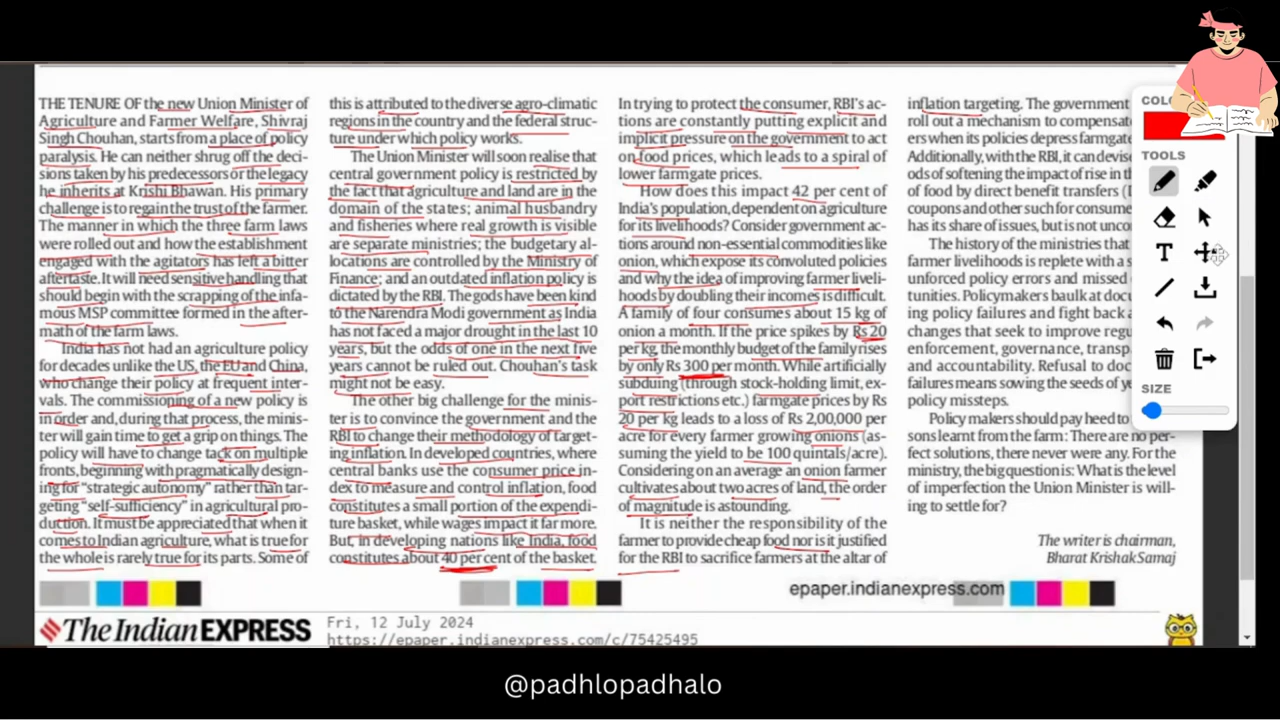 THE TENURE OF the new Union Minister of
Agriculture and Farmer Welfare, Shivraj
Singh Chouhan, starts from a place of policy
paralysis. He can neither shrug off the deci-
sions taken by his predecessors or the legacy
he inherits at Krishi Bhawan. His primary
challenge is to regain the trust of the farmer.
The manner in which the three farm laws
were rolled out and how the establishment
engaged with the agitators has left a bitter
aftertaste. It will need sensitive handling that
should begin with the scrapping of the infa-
mous MSP committee formed in the after-
math of the farm laws.
India has not had an agriculture policy
for decades unlike the US, the EU and China,
who change their policy at frequent inter-
vals. The commissioning of a new policy is
in order and, during that process, the minis-
ter will gain time to get a grip on things. The
policy will have to change tack on multiple
fronts, beginning with pragmatically design-
ing for "strategic autonomy" rather than tar-
geting "self-sufficiency" in agricultural pro-
duction. It must be appreciated that when it
comes to Indian agriculture, what is true for
the whole is rarely true for its parts. Some of
this is attributed to the diverse agro-climatic
regions in the country and the federal struc-
ture under which policy works.
The Union Minister will soon realise that
central government policy is restricted by
the fact that agriculture and land are in the
domain of the states; animal husbandry
and fisheries where real growth is visible
are separate ministries; the budgetary al-
locations are controlled by the Ministry of
Finance; and an outdated inflation policy is
dictated by the RBI. The gods have been kind
to the Narendra Modi government as India
has not faced a major drought in the last 10
years, but the odds of one in the next five
years cannot be ruled out. Chouhan's task
might not be easy.
The other big challenge for the minis-
ter is to convince the government and the
RBI to change their methodology of target-
ing inflation. In developed countries, where
central banks use the consumer price in-
dex to measure and control inflation, food
constitutes a small portion of the expendi-
ture basket, while wages impact it far more.
But, in developing nations like India, food
constitutes about 40 per cent of the basket.
In trying to protect the consumer, RBI's ac-
tions are constantly putting explicit and
implicit pressure on the government to act
on food prices, which leads to a spiral of
lower farmgate prices.
How does this impact 42 per cent of
India's population, dependent on agriculture
for its livelihoods? Consider government ac-
tions around non-essential commodities like
onion, which expose its convoluted policies
and why the idea of improving farmer liveli-
hoods by doubling their incomes is difficult.
A family of four consumes about 15 kg of
onion a month. If the price spikes by Rs 20
per kg, the monthly budget of the family rises
by only Rs 300 per month. While artificially
subduing (through stock-holding limit, ex-
port restrictions etc.) farmgate prices by Rs
20 per kg leads to a loss of Rs 2,00,000 per
acre for every farmer growing onions (as-
suming the yield to be 100 quintals/acre).
Considering on an average an onion farmer
cultivates about two acres of land, the order
of magnitude is astounding.
It is neither the responsibility of the
farmer to provide cheap food nor is it justified
for the RBI to sacrifice farmers at the altar of
inflation targeting. The government
roll out a mechanism to compensate
ers when its policies depress farmgate
Additionally, with the RBI, it can devise
ods of softening the impact of rise in th
of food by direct benefit transfers (D
coupons and other such for consume
has its share of issues, but is not uncon
The history of the ministries that
farmer livelihoods is replete with a s
unforced policy errors and missed
tunities. Policymakers baulk at docu
ing policy failures and fight back a
changes that seek to improve regu
enforcement, governance, transp
and accountability. Refusal to doc
failures means sowing the seeds of ye
policy missteps.
Policy makers should pay heed to
sons learnt from the farm: There are no per-
fect solutions, there never were any. For the
ministry, the big question is: What is the level
of imperfection the Union Minister is will-
ing to settle for?
The writer is chairman,
Bharat Krishak Samaj
COLO
TOOLS
T
SIZE
epaper.indianexpress.com
The Indian EXPRESS
Fri, 12 July 2024
https://epaper.indianexpress.com/c/75425495
@padhlopadhalo